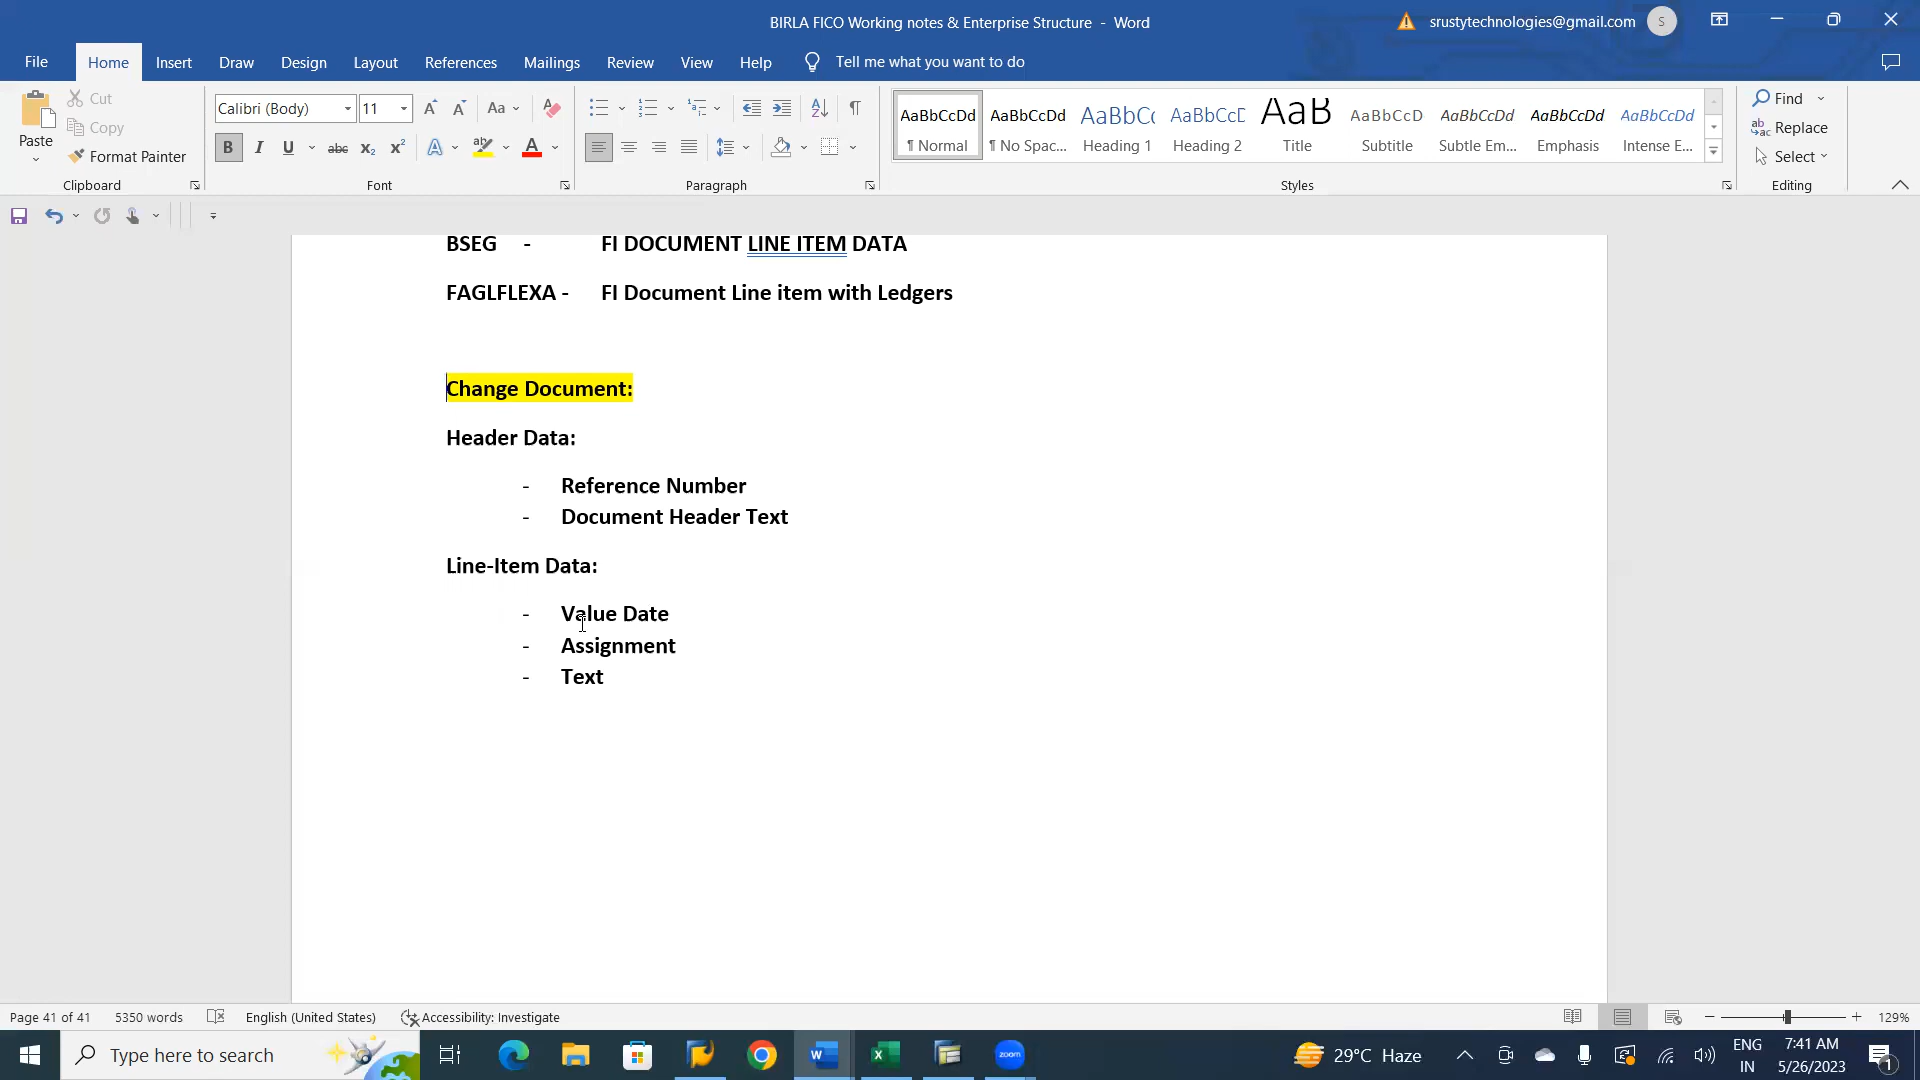 BIRLA FICO Working notes & Enterprise Structure - Word
srustytechnologies@gmail.com S
File Home Insert Draw Design Layout References Mailings Review View Help Tell me what you want to do
Cut
Copy
Paste
Format Painter
Clipboard
Calibri (Body) 11
Font
Paragraph
AaBbCcDd AaBbCcDd AaBbCc AaBbCcD AaB AaBbCcD AaBbCcDd AaBbCcDd AaBbCcDd
¶ Normal ¶ No Spac... Heading 1 Heading 2 Title Subtitle Subtle Em... Emphasis Intense E...
Styles
Find
Replace
Select
Editing
BSEG - FI DOCUMENT LINE ITEM DATA
FAGLFLEXA - FI Document Line item with Ledgers
Change Document:
Header Data:
- Reference Number
- Document Header Text
Line-Item Data:
- Value Date
- Assignment
- Text
Page 41 of 41 5350 words English (United States) Accessibility: Investigate 129%
Type here to search
zoom
29°C Haze
ENG
IN
7:41 AM
5/26/2023
1